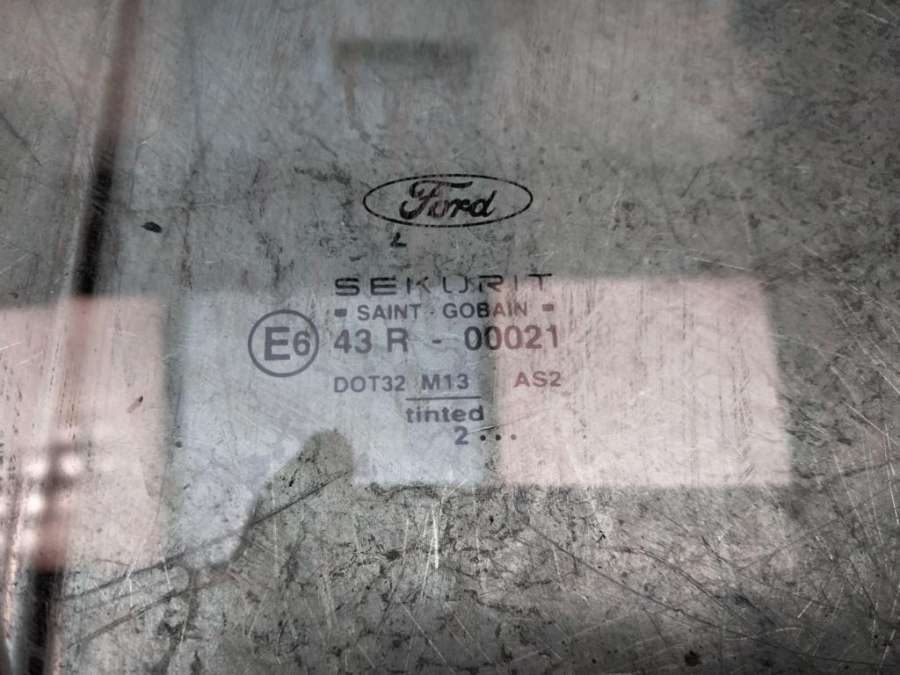 Ford
L
SEKURIT
SAINT-GOBAIN
E6 43 R - 00021
DOT32 M13 AS2
tinted
2...